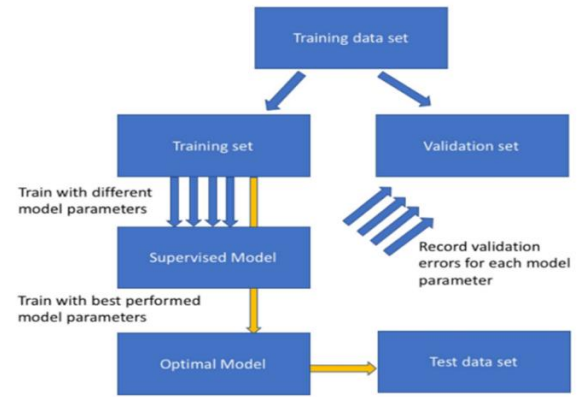 Training data set
Training set
Validation set
Train with different
model parameters
Supervised Model
Record validation
errors for each model
parameter
Train with best performed
model parameters
Optimal Model
Test data set